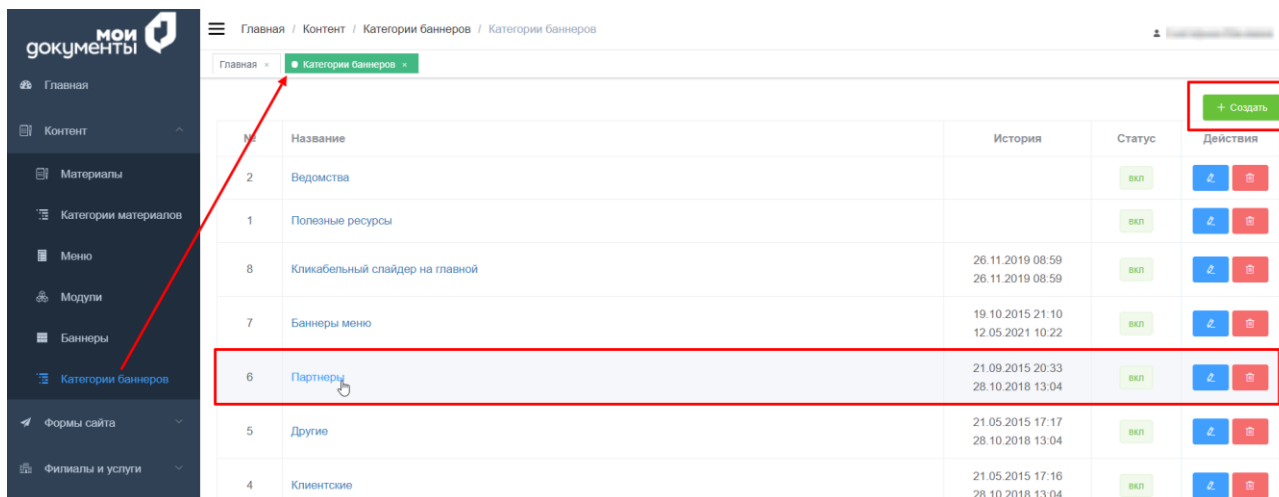 мои
документы
Главная / Контент / Категории баннеров / Категории баннеров
Главная ×
Категории баннеров ×
Главная
Контент
Материалы
Категории материалов
Меню
Модули
Баннеры
Категории баннеров
Формы сайта
Филиалы и услуги
+ Создать
№ Название История Статус Действия
2 Ведомства вкл
1 Полезные ресурсы вкл
8 Кликабельный слайдер на главной 26.11.2019 08:59 вкл
26.11.2019 08:59
7 Баннеры меню 19.10.2015 21:10 вкл
12.05.2021 10:22
6 Партнеры 21.09.2015 20:33 вкл
28.10.2018 13:04
5 Другие 21.05.2015 17:17 вкл
28.10.2018 13:04
4 Клиентские 21.05.2015 17:16 вкл
28.10.2018 13:04